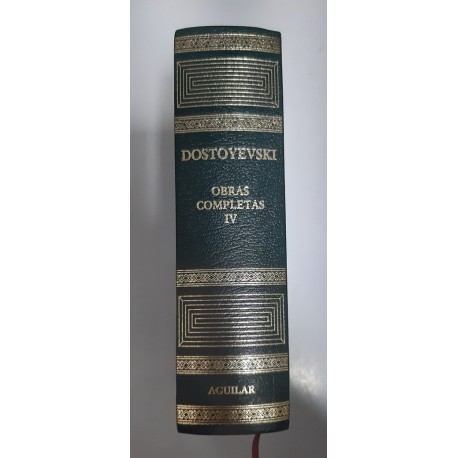 DOSTOYEVSKI
OBRAS
COMPLETAS
IV
AGUILAR